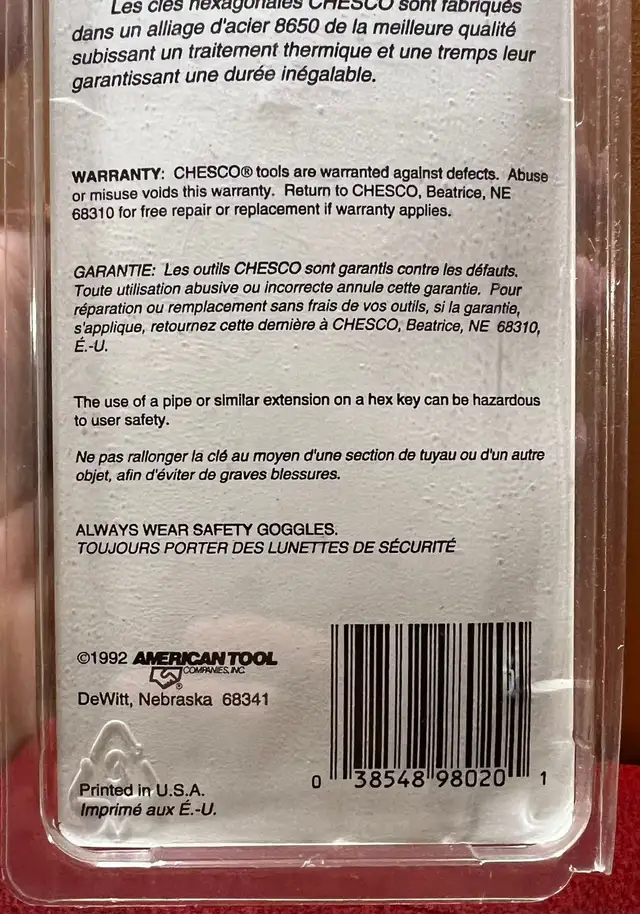 Les clés hexagonales CHESCO sont fabriqués
dans un alliage d'acier 8650 de la meilleure qualité
subissant un traitement thermique et une tremps leur
garantissant une durée inégalable.
WARRANTY: CHESCO® tools are warranted against defects. Abuse
or misuse voids this warranty. Return to CHESCO, Beatrice, NE
68310 for free repair or replacement if warranty applies.
GARANTIE: Les outils CHESCO sont garantis contre les défauts.
Toute utilisation abusive ou incorrecte annule cette garantie. Pour
réparation ou remplacement sans frais de vos outils, si la garantie,
s'applique, retournez cette dernière à CHESCO, Beatrice, NE 68310,
É.-U.
The use of a pipe or similar extension on a hex key can be hazardous
to user safety.
Ne pas rallonger la clé au moyen d'une section de tuyau ou d'un autre
objet, afin d'éviter de graves blessures.
ALWAYS WEAR SAFETY GOGGLES.
TOUJOURS PORTER DES LUNETTES DE SÉCURITÉ
©1992 AMERICAN TOOL
COMPANIES, INC.
®
DeWitt, Nebraska 68341
Printed in U.S.A.
Imprimé aux É.-U.
0 38548 98020 1